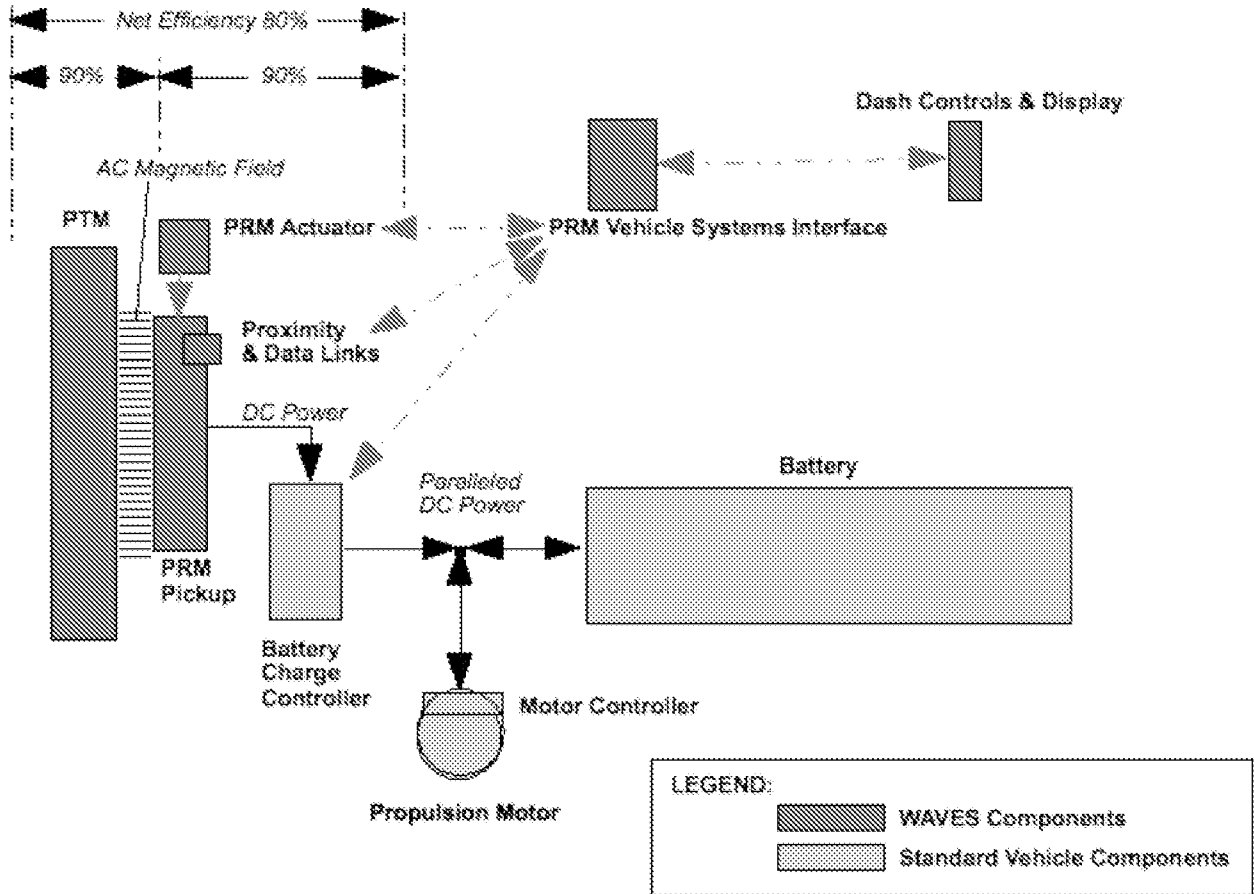 Net Efficiency 80%
90%
90%
Dash Controls & Display
AC Magnetic Field
PTM
PRM Actuator
PRM Vehicle Systems Interface
Proximity
& Data Links
DC Power
Battery
Paralleled
DC Power
PRM
Pickup
Battery
Charge
Controller
Motor Controller
Propulsion Motor
LEGEND:
WAVES Components
Standard Vehicle Components